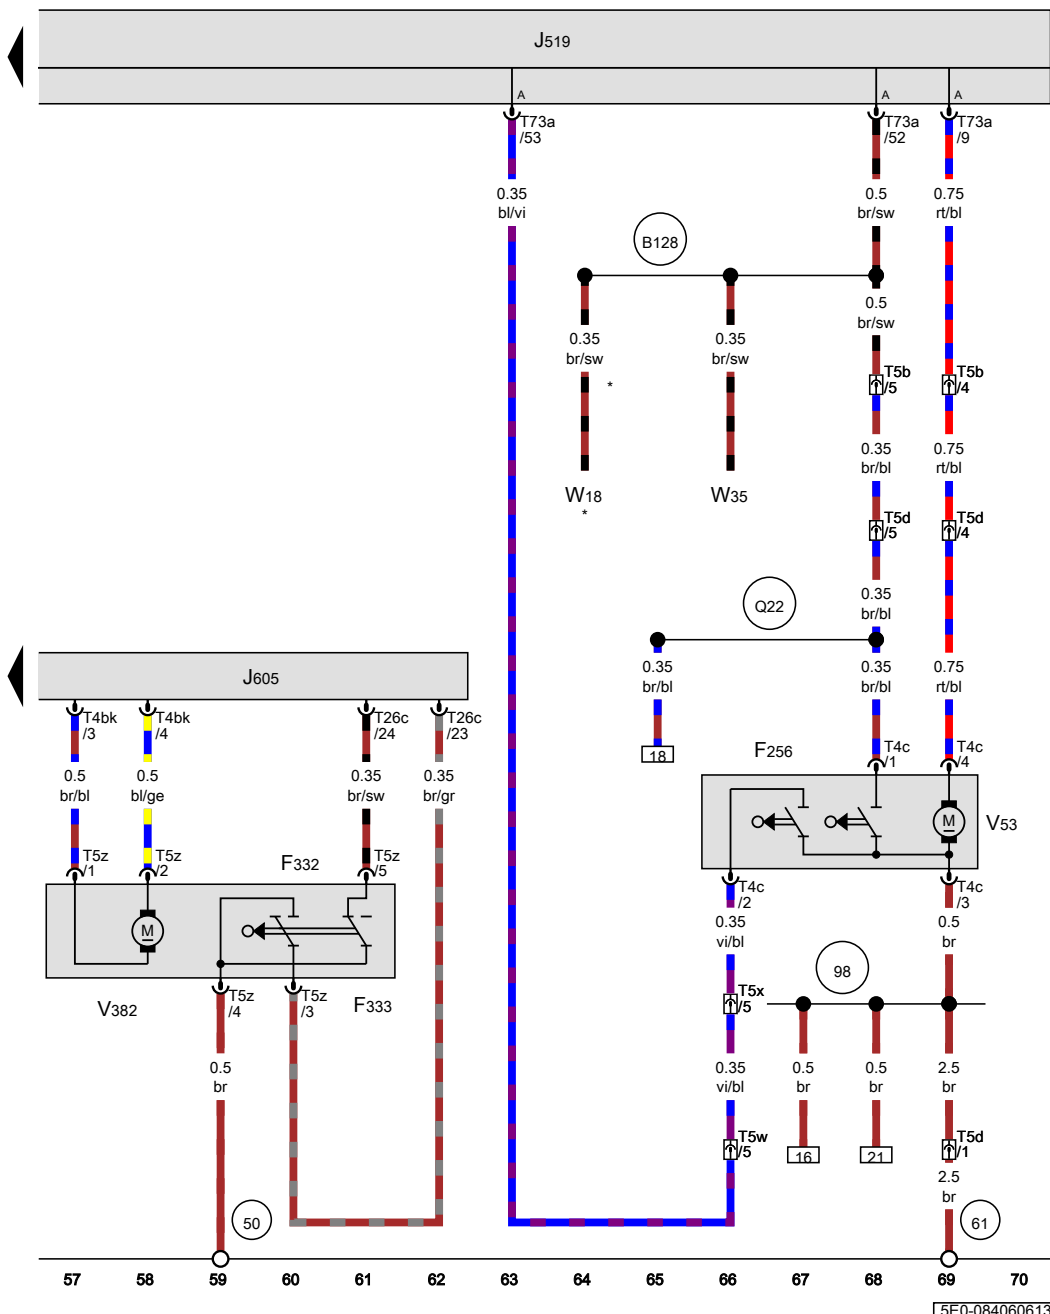 J519
A
A
A
T73a
/53
T73a
/52
T73a
/9
0.35
bl/vi
0.5
br/sw
0.75
rt/bl
B128
0.5
br/sw
0.35
br/sw
*
0.35
br/sw
T5b
/5
T5b
/4
0.35
br/bl
0.75
rt/bl
W18
*
W35
T5d
/5
T5d
/4
0.35
br/bl
Q22
J605
0.35
br/bl
0.35
br/bl
0.75
rt/bl
T4bk
/3
T4bk
/4
T26c
/24
T26c
/23
18
F256
T4c
/1
T4c
/4
0.5
br/bl
0.5
bl/ge
0.35
br/sw
0.35
br/gr
M
V53
T5z
/1
T5z
/2
F332
T5z
/5
T4c
/2
T4c
/3
M
0.35
vi/bl
0.5
br
98
V382
T5z
/4
T5z
/3
F333
T5x
/5
0.5
br
0.35
vi/bl
0.5
br
0.5
br
2.5
br
T5w
/5
16
21
T5d
/1
2.5
br
50
61
57 58 59 60 61 62 63 64 65 66 67 68 69 70
5E0-084060613